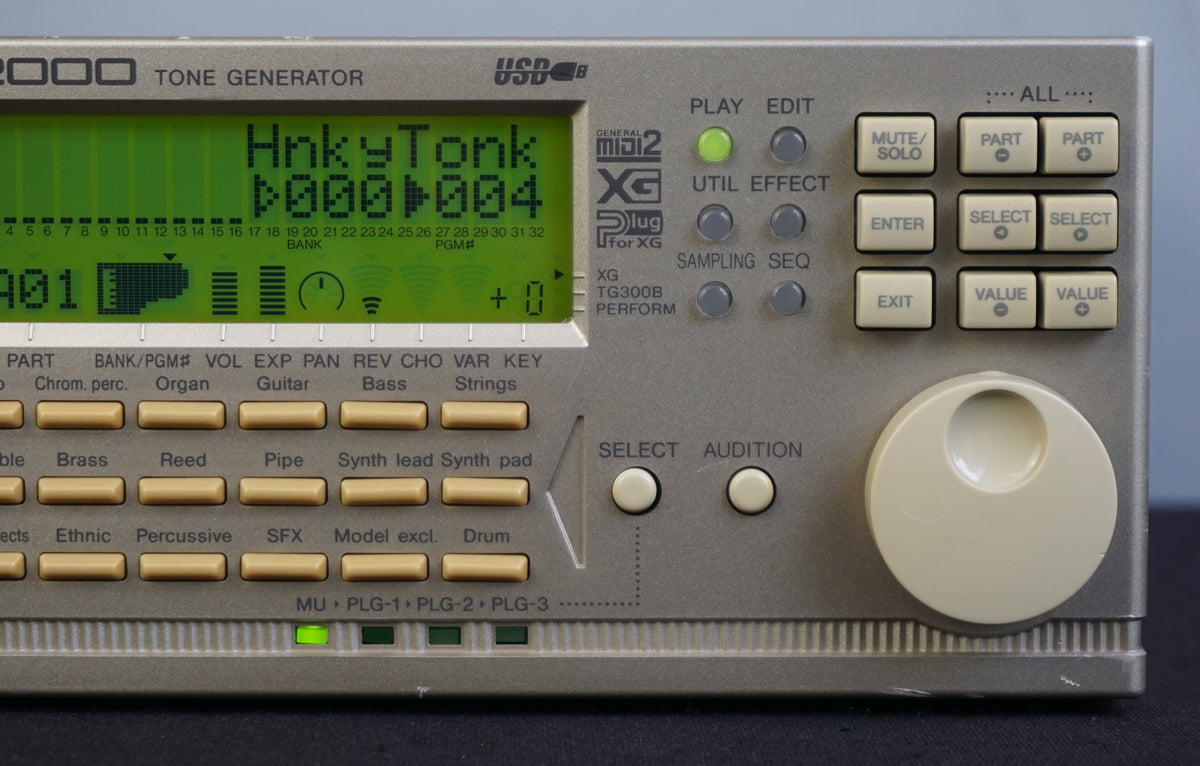 2000 TONE GENERATOR USB
HnkyTonk
000 004
4 5 6 7 8 9 10 11 12 13 14 15 16 17 18 19 20 21 22 23 24 25 26 27 28 29 30 31 32
BANK PGM#
A01 + 0
GENERAL
MIDI2
XG
Plug
for XG
XG
TG300B
PERFORM
PART BANK/PGM# VOL EXP PAN REV CHO VAR KEY
PLAY EDIT
UTIL EFFECT
SAMPLING SEQ
ALL
MUTE/
SOLO
PART
PART
ENTER
SELECT
SELECT
EXIT
VALUE
VALUE
o Chrom. perc. Organ Guitar Bass Strings
ble Brass Reed Pipe Synth lead Synth pad
ects Ethnic Percussive SFX Model excl. Drum
SELECT AUDITION
MU PLG-1 PLG-2 PLG-3